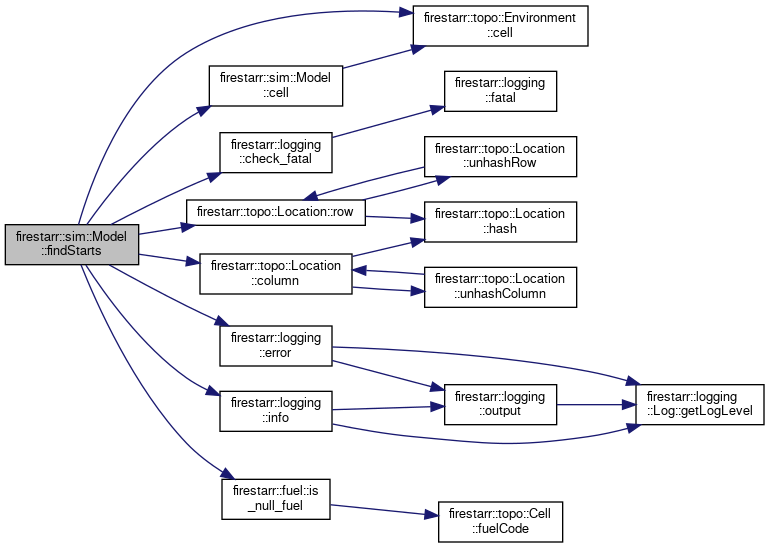 firestarr::sim::Model
::findStarts
firestarr::topo::Environment
::cell
firestarr::sim::Model
::cell
firestarr::logging
::check_fatal
firestarr::logging
::fatal
firestarr::topo::Location::row
firestarr::topo::Location
::unhashRow
firestarr::topo::Location
::hash
firestarr::topo::Location
::column
firestarr::topo::Location
::unhashColumn
firestarr::logging
::error
firestarr::logging
::info
firestarr::logging
::output
firestarr::logging
::Log::getLogLevel
firestarr::fuel::is
_null_fuel
firestarr::topo::Cell
::fuelCode